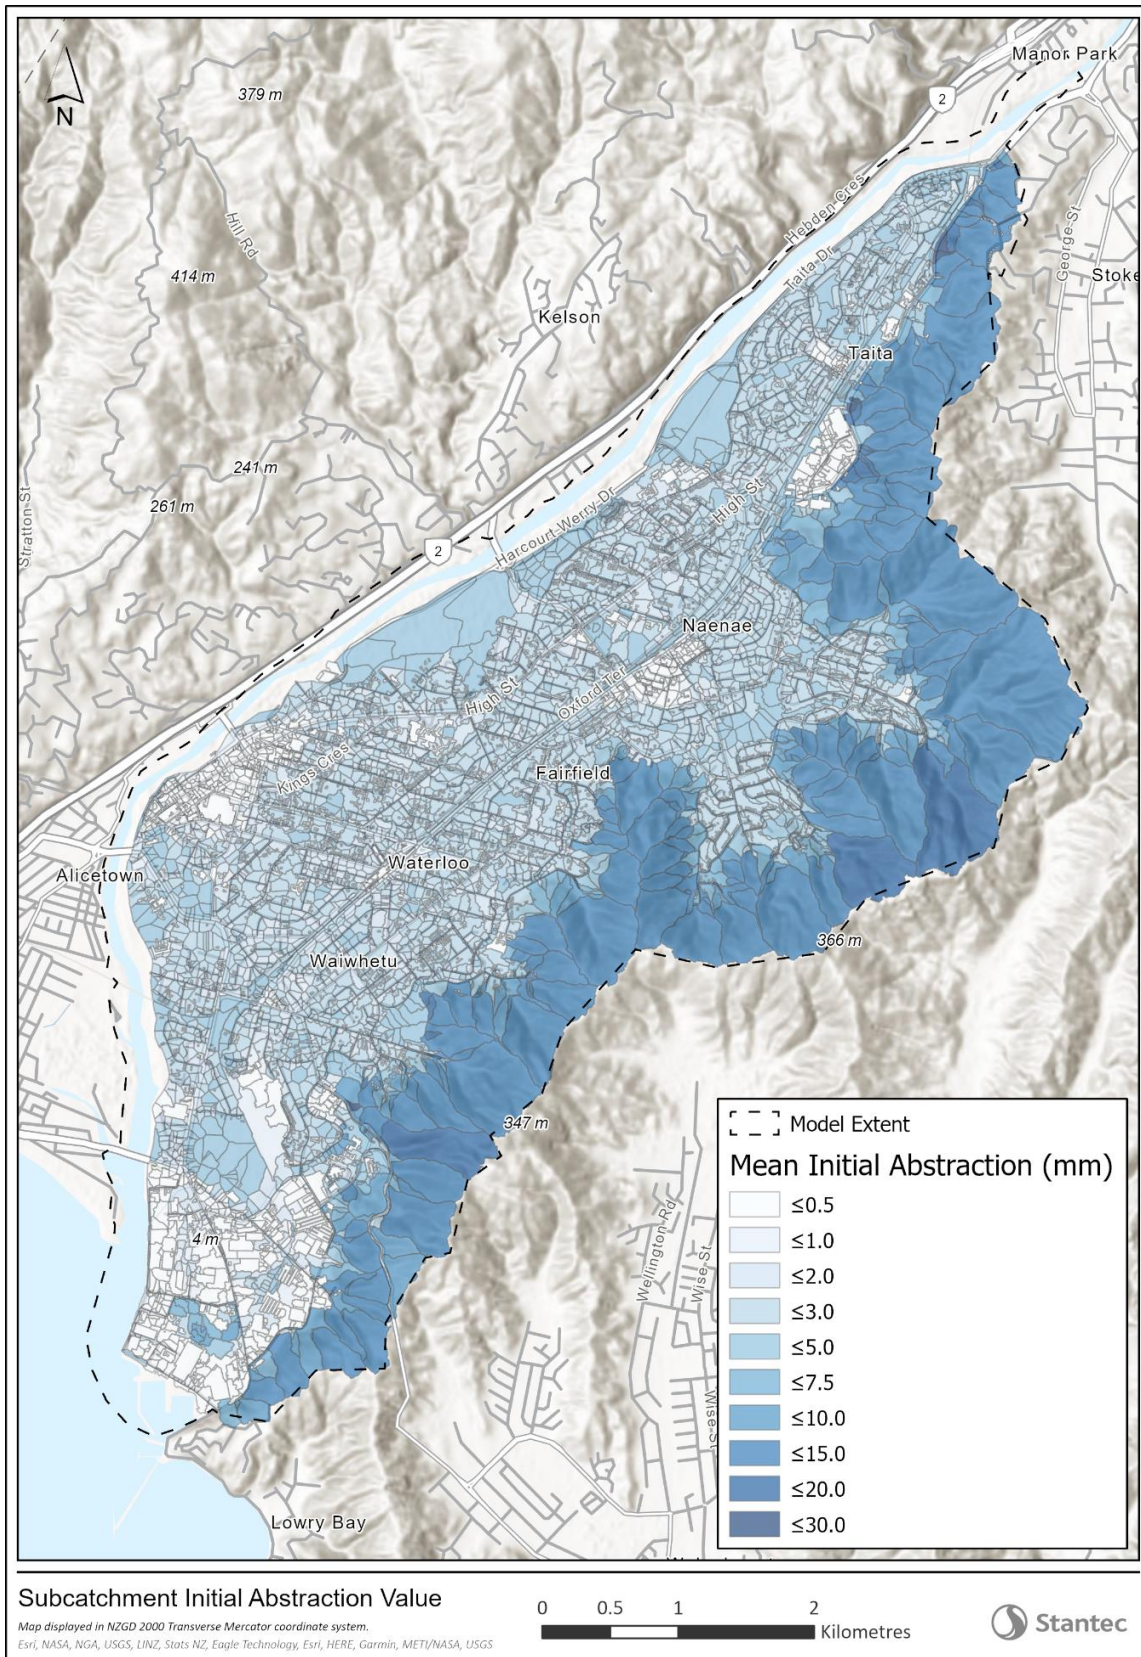 Manor Park
379 m
2
N
Hebden Cres
George St
Hill Rd
Taita Dr
414 m
Stoke
Kelson
Taita
241 m
Stratton St
261 m
High St
Harcourt Werry Dr
2
Naenae
High St
Oxford Ter
Kings Cres
Fairfield
Waterloo
Alicetown
366 m
Waiwhetu
347 m
4 m
Wellington Rd
Wise St
Wise St
Lowry Bay
Model Extent
Mean Initial Abstraction (mm)
≤0.5
≤1.0
≤2.0
≤3.0
≤5.0
≤7.5
≤10.0
≤15.0
≤20.0
≤30.0
Subcatchment Initial Abstraction Value
Map displayed in NZGD 2000 Transverse Mercator coordinate system.
Esri, NASA, NGA, USGS, LINZ, Stats NZ, Eagle Technology, Esri, HERE, Garmin, METI/NASA, USGS
0 0.5 1 2
Kilometres
Stantec